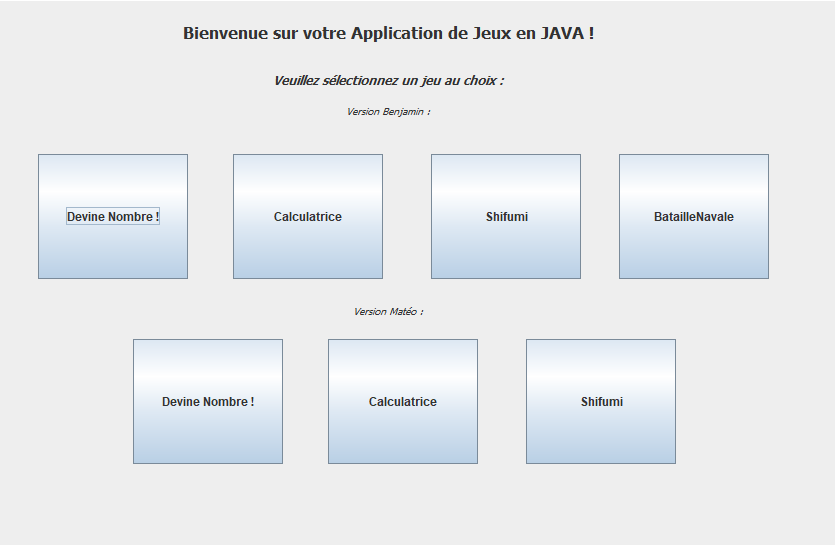 Bienvenue sur votre Application de Jeux en JAVA !
Veuillez sélectionnez un jeu au choix :
Version Benjamin :
Devine Nombre ! Calculatrice Shifumi BatailleNavale
Version Matéo :
Devine Nombre ! Calculatrice Shifumi